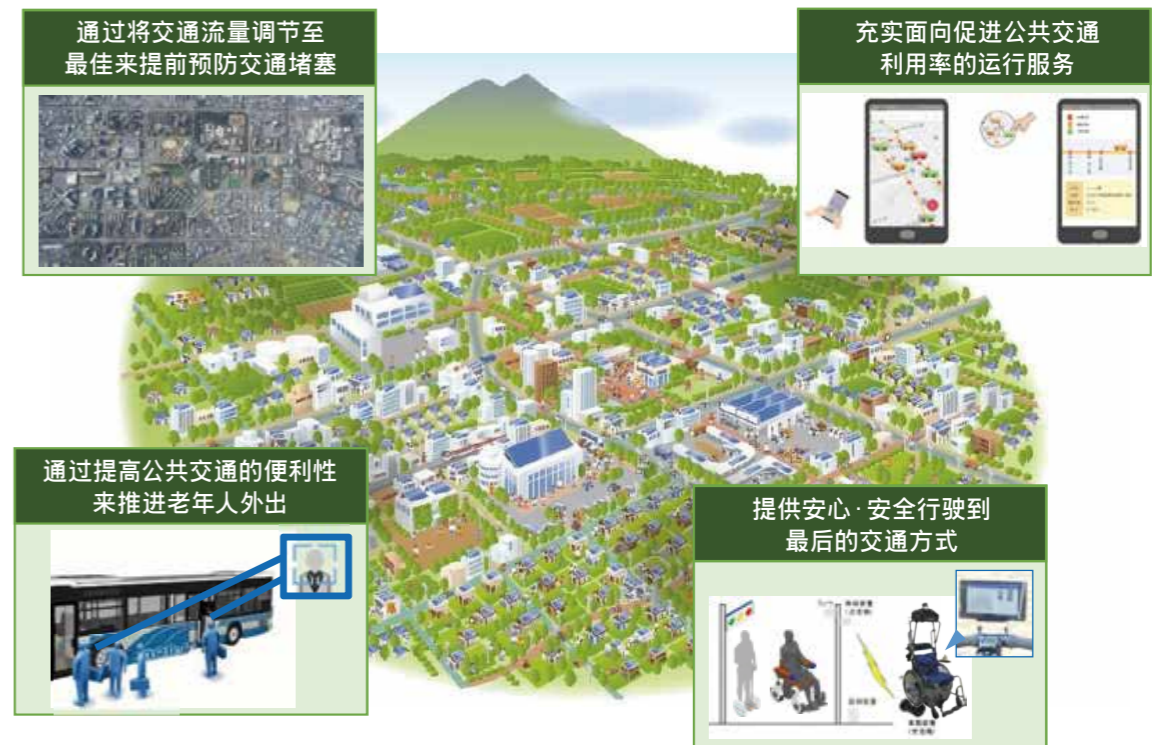 通过将交通流量调节至
最佳来提前预防交通堵塞
充实面向促进公共交通
利用率的运行服务
通过提高公共交通的便利性
来推进老年人外出
提供安心·安全行驶到
最后的交通方式